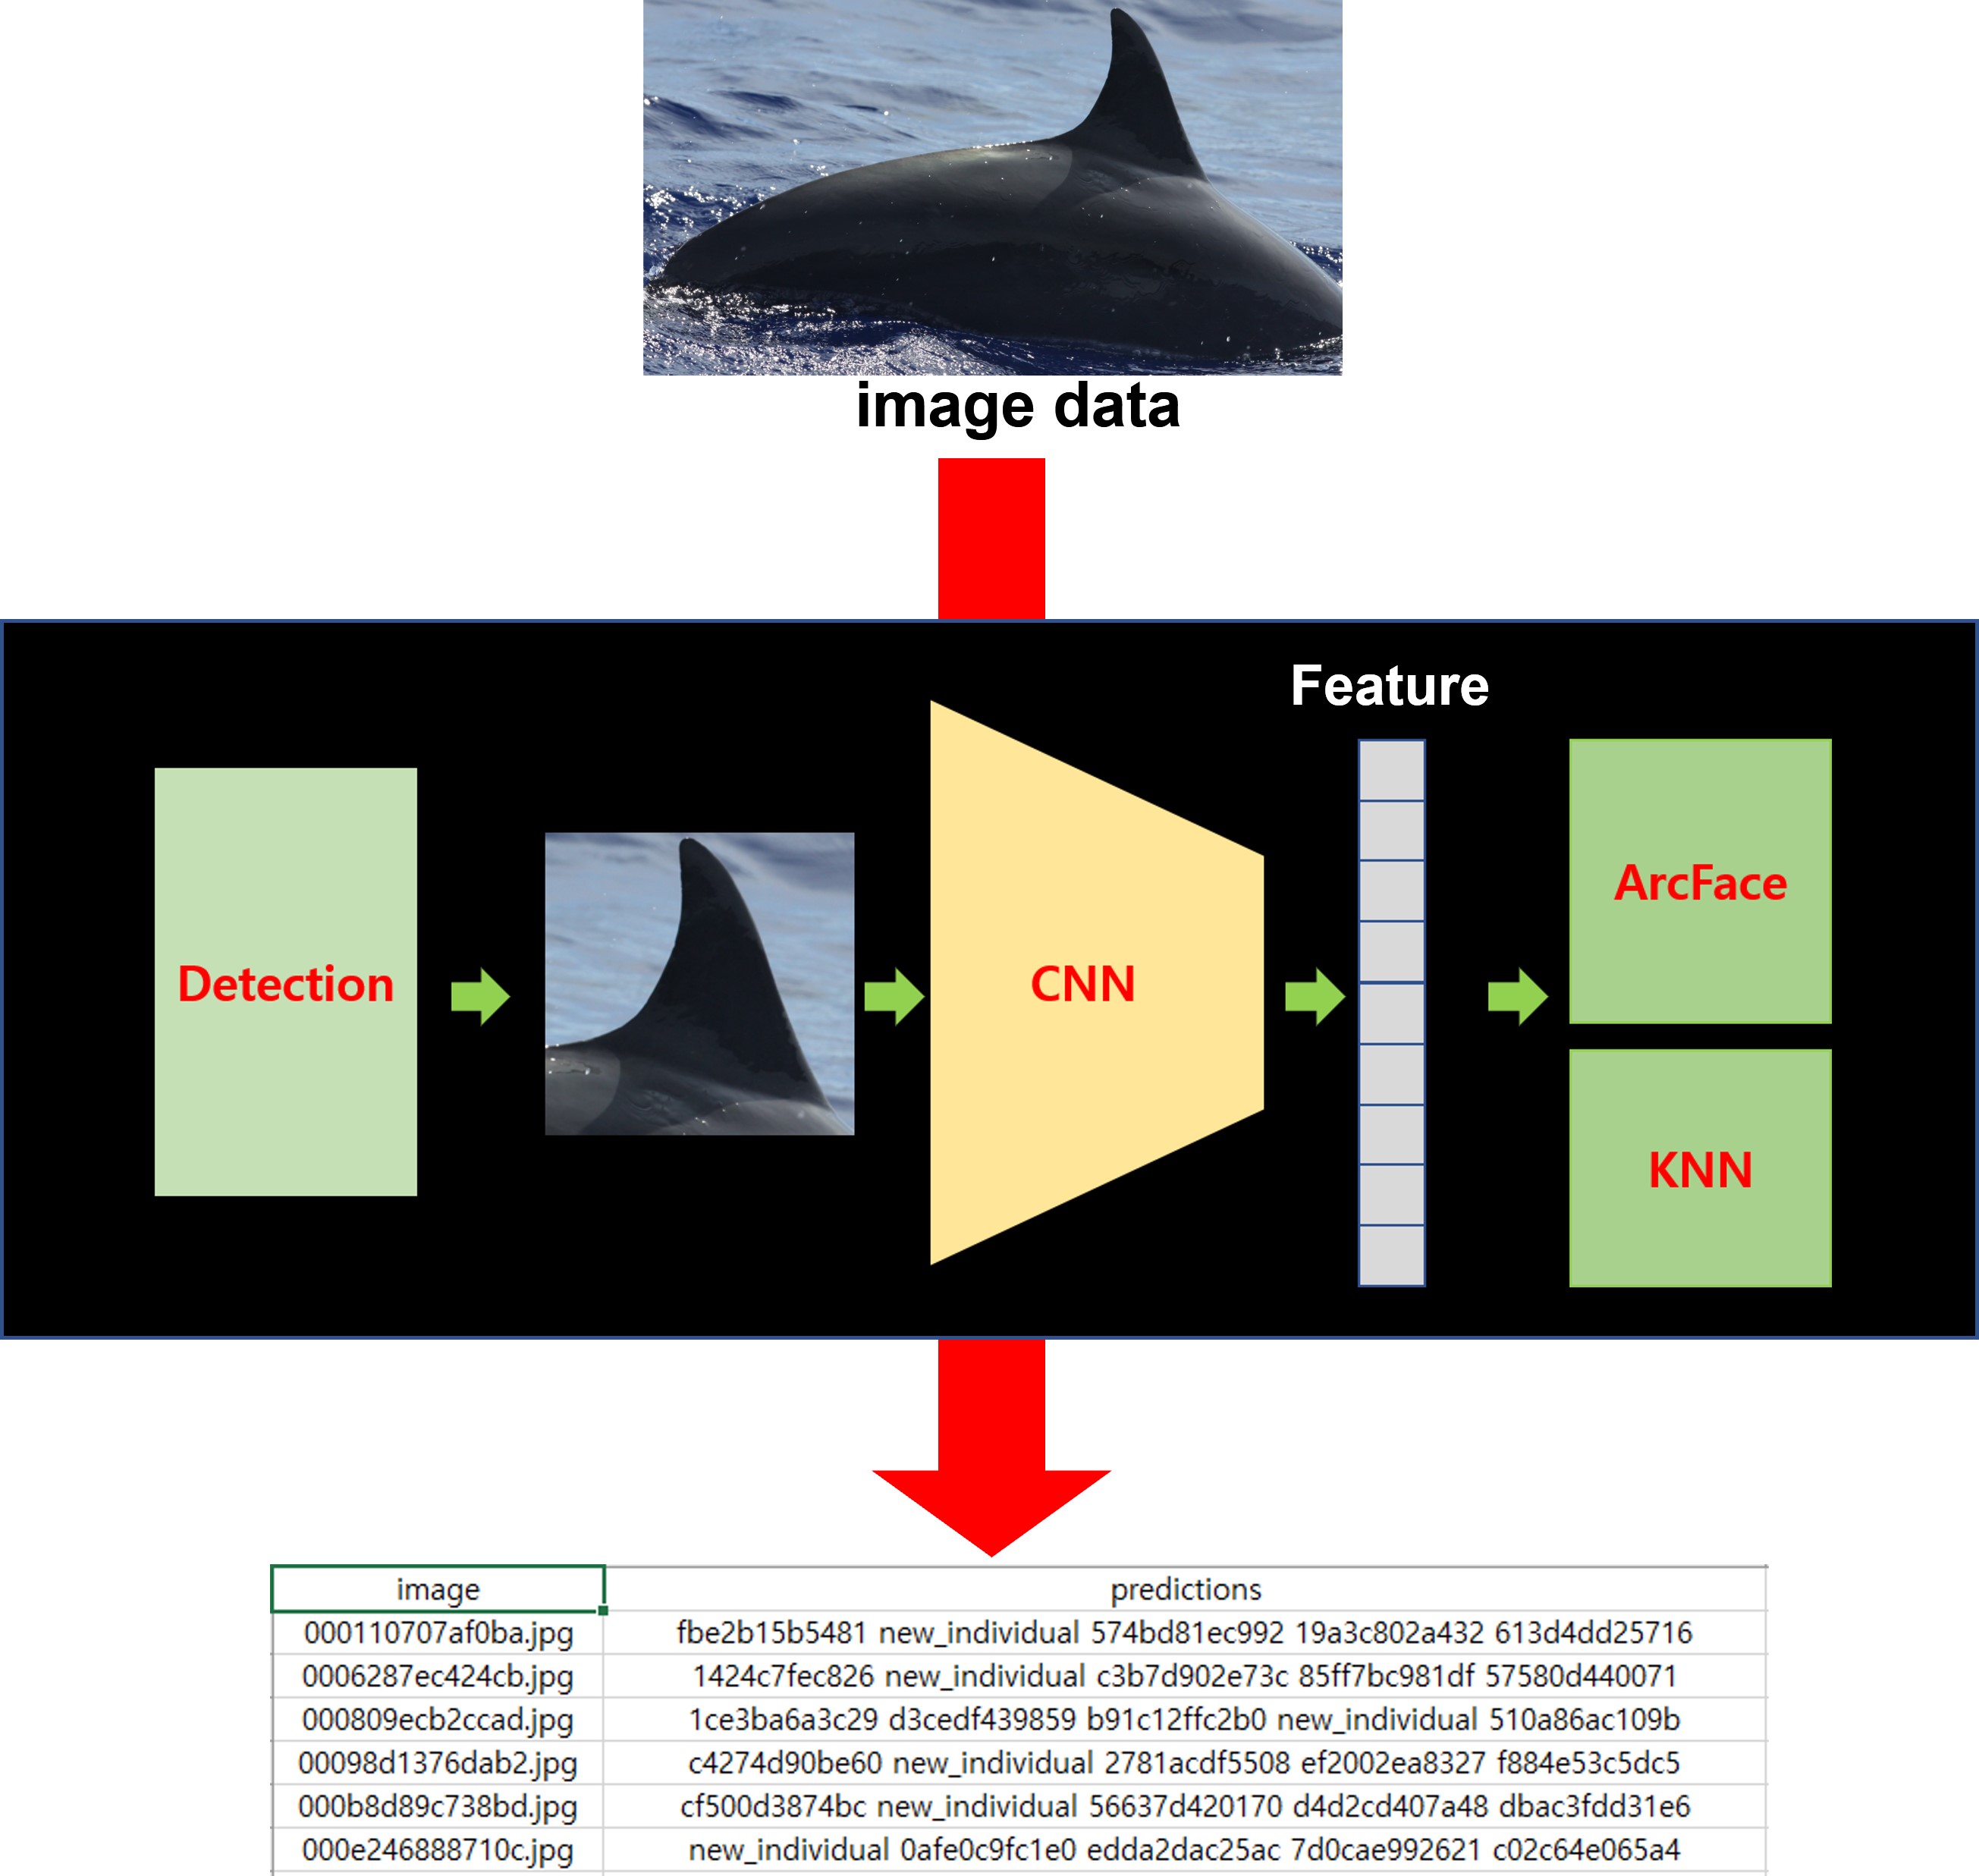 image data
Feature
Detection
CNN
ArcFace
KNN
image predictions
000110707af0ba.jpg fbe2b15b5481 new_individual 574bd81ec992 19a3c802a432 613d4dd25716
0006287ec424cb.jpg 1424c7fec826 new_individual c3b7d902e73c 85ff7bc981df 57580d440071
000809ecb2ccad.jpg 1ce3ba6a3c29 d3cedf439859 b91c12ffc2b0 new_individual 510a86ac109b
00098d1376dab2.jpg c4274d90be60 new_individual 2781acdf5508 ef2002ea8327 f884e53c5dc5
000b8d89c738bd.jpg cf500d3874bc new_individual 56637d420170 d4d2cd407a48 dbac3fdd31e6
000e246888710c.jpg new_individual 0afe0c9fc1e0 edda2dac25ac 7d0cae992621 c02c64e065a4